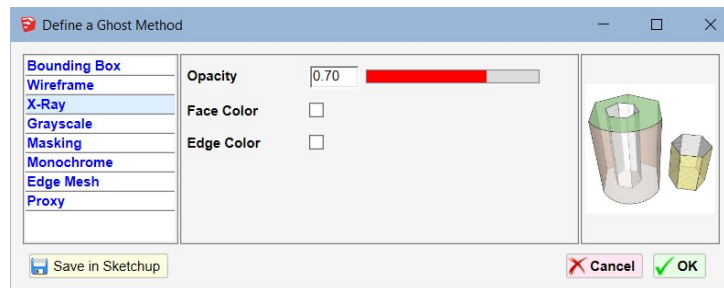 Define a Ghost Method
Bounding Box
Wireframe
X-Ray
Grayscale
Masking
Monochrome
Edge Mesh
Proxy
Opacity 0.70
Face Color
Edge Color
Save in Sketchup
Cancel OK